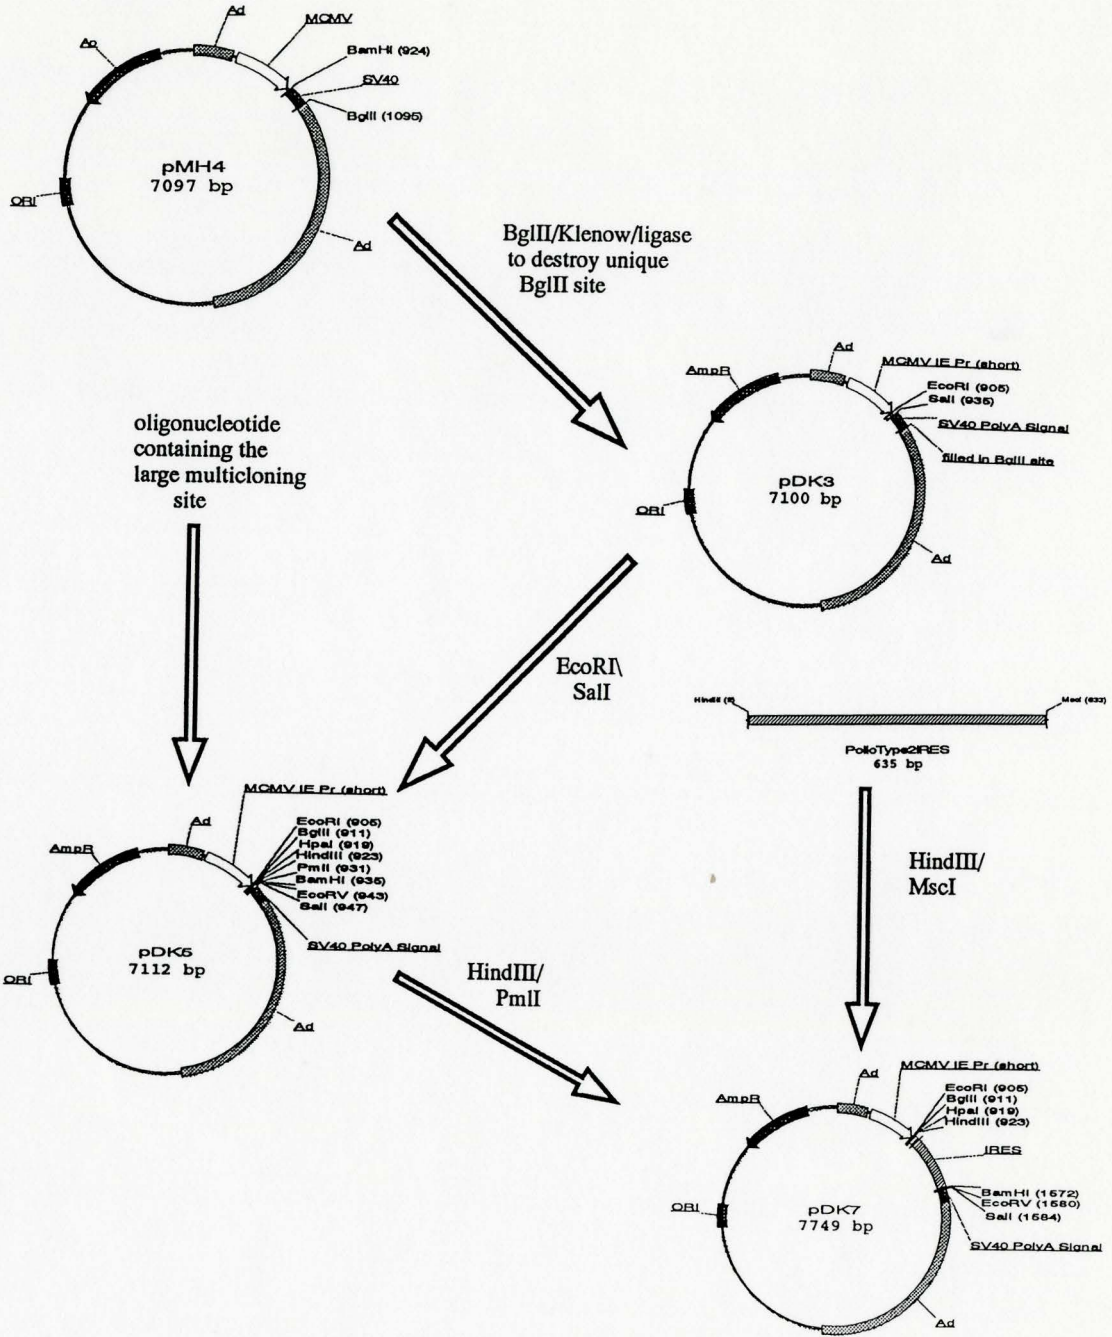 Ad
MCMV
Ap
BamHI (924)
SV40
BglII (1095)
pMH4
7097 bp
ORI
Ad
BglII/Klenow/ligase
to destroy unique
BglII site
oligonucleotide
containing the
large multicloning
site
Ad
MCMV IE Pr (short)
AmpR
EcoRI (905)
SalI (935)
SV40 PolyA Signal
filled in BglII site
pDK3
7100 bp
ORI
Ad
EcoRI\
SalI
HindIII (5)
MscI (633)
PolioType2IRES
635 bp
HindIII/
MscI
MCMV IE Pr (short)
Ad
AmpR
EcoRI (905)
BglII (911)
HpaI (919)
HindIII (923)
PmlI (931)
BamHI (935)
EcoRV (943)
SalI (947)
SV40 PolyA Signal
pDK6
7112 bp
ORI
Ad
HindIII/
PmlI
MCMV IE Pr (short)
Ad
AmpR
EcoRI (905)
BglII (911)
HpaI (919)
HindIII (923)
IRES
BamHI (1572)
EcoRV (1580)
SalI (1584)
SV40 PolyA Signal
pDK7
7749 bp
ORI
Ad